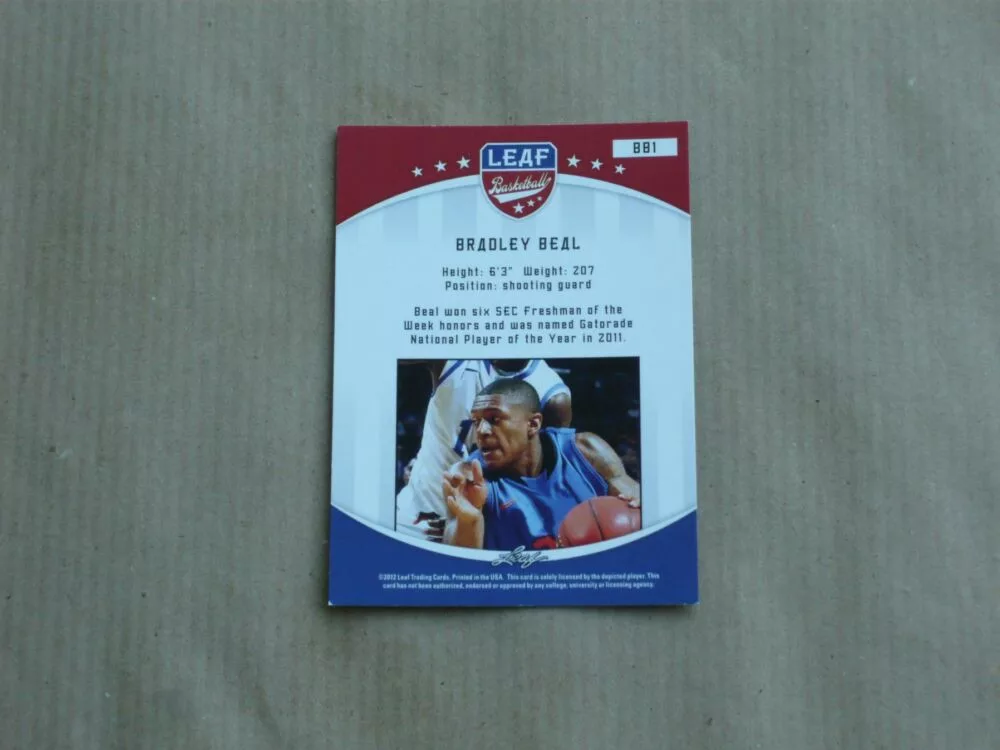 BB1
LEAF
Basketball
BRADLEY BEAL
Height: 6'3" Weight: 207
Position: shooting guard
Beal won six SEC Freshman of the
Week honors and was named Gatorade
National Player of the Year in 2011.
Leaf
©2012 Leaf Trading Cards. Printed in the USA. This card is solely licensed by the depicted player. This
card has not been authorized, endorsed or approved by any college, university or licensing agency.